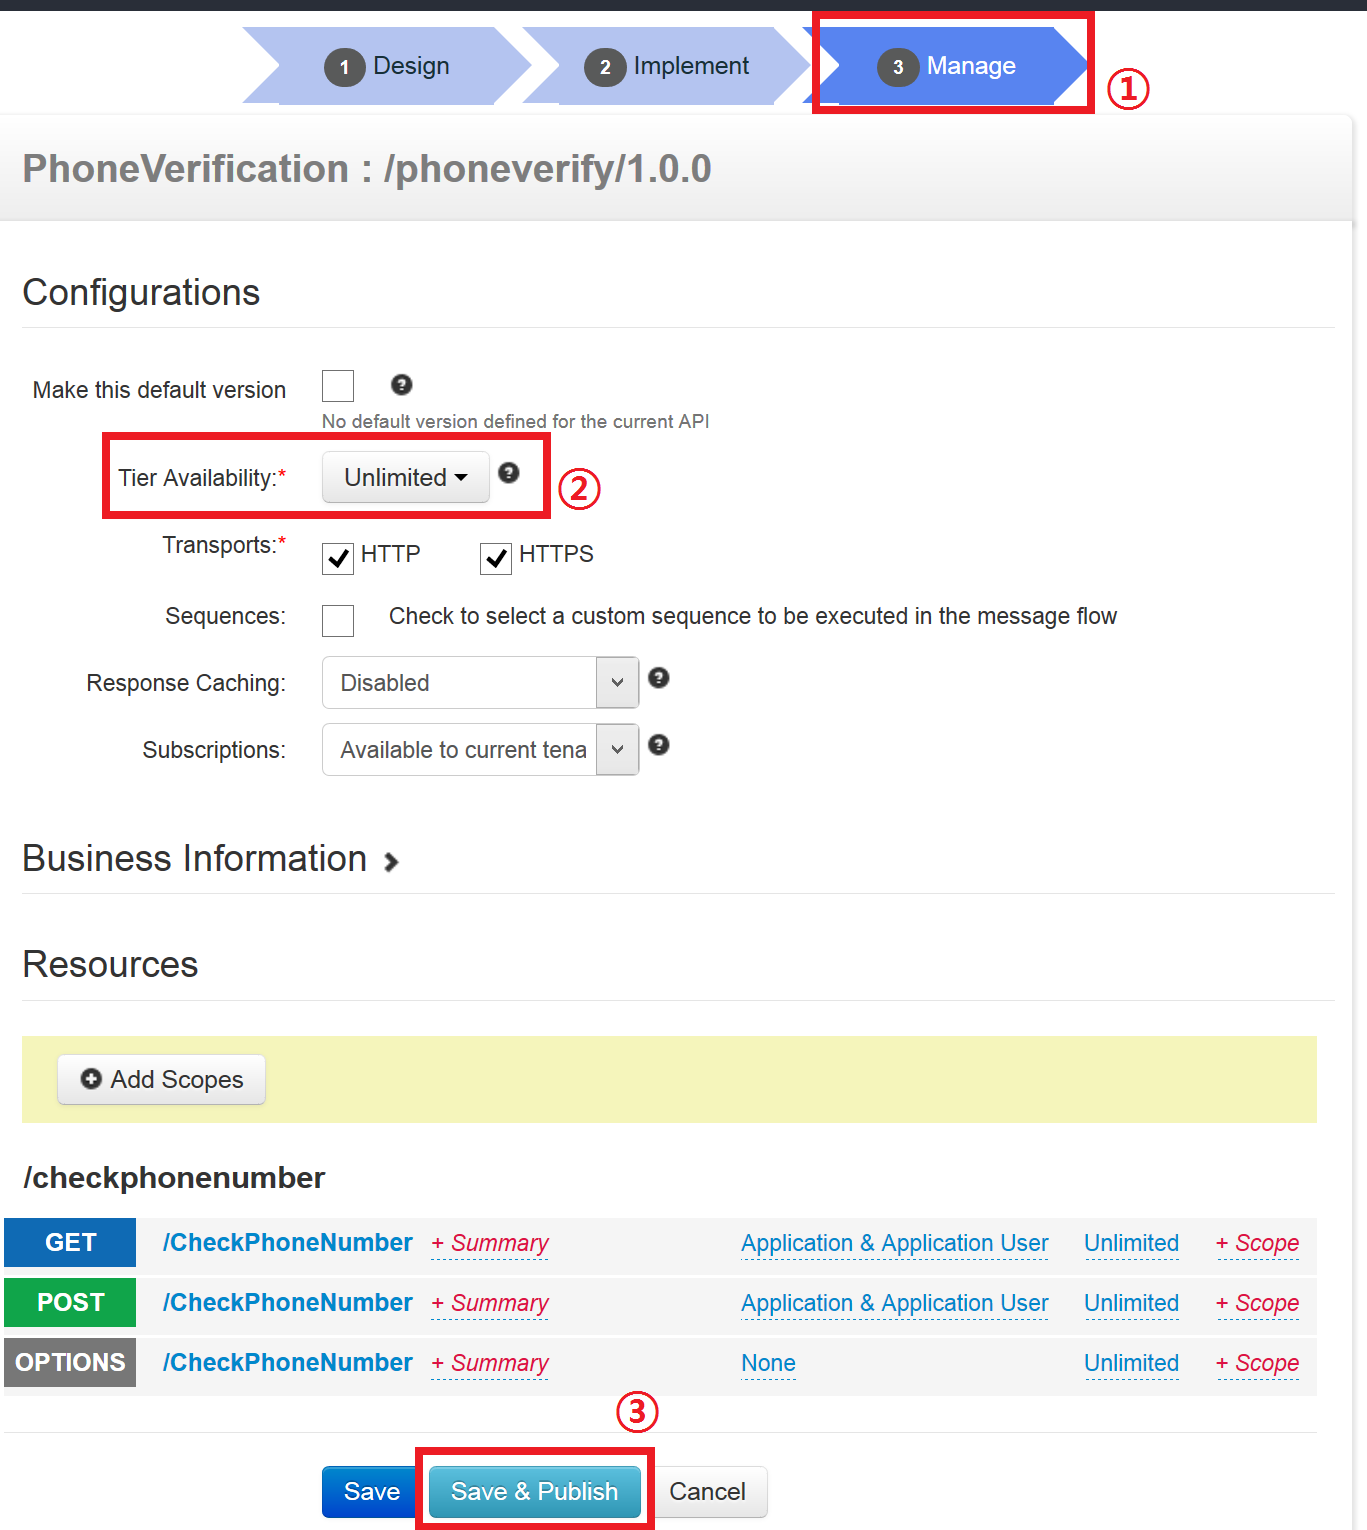 1 Design 2 Implement 3 Manage
①
PhoneVerification : /phoneverify/1.0.0
Configurations
Make this default version
No default version defined for the current API
Tier Availability:* Unlimited
②
Transports:* HTTP HTTPS
Sequences: Check to select a custom sequence to be executed in the message flow
Response Caching: Disabled
Subscriptions: Available to current tena
Business Information
Resources
Add Scopes
/checkphonenumber
GET /CheckPhoneNumber + Summary Application & Application User Unlimited + Scope
POST /CheckPhoneNumber + Summary Application & Application User Unlimited + Scope
OPTIONS /CheckPhoneNumber + Summary None Unlimited + Scope
③
Save Save & Publish Cancel